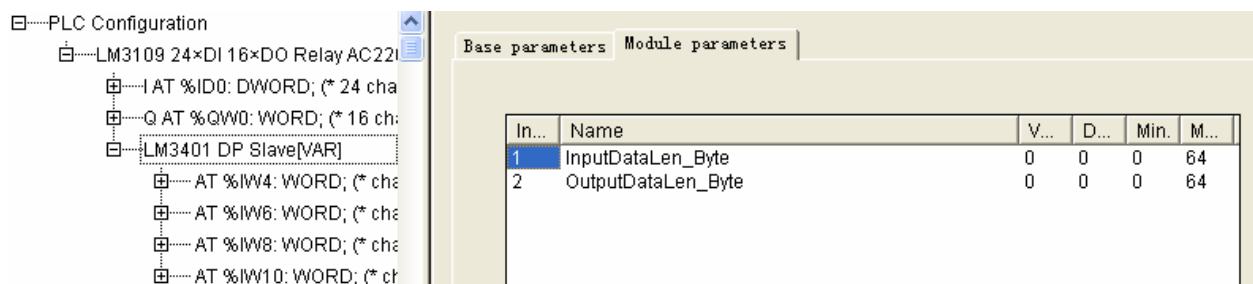 PLC Configuration
LM3109 24×DI 16×DO Relay AC22
I AT %ID0: DWORD; (* 24 cha
Q AT %QW0: WORD; (* 16 ch
LM3401 DP Slave[VAR]
AT %IW4: WORD; (* cha
AT %IW6: WORD; (* cha
AT %IW8: WORD; (* cha
AT %IW10: WORD; (* ch
Base parameters Module parameters
In... Name V... D... Min. M...
1 InputDataLen_Byte 0 0 0 64
2 OutputDataLen_Byte 0 0 0 64